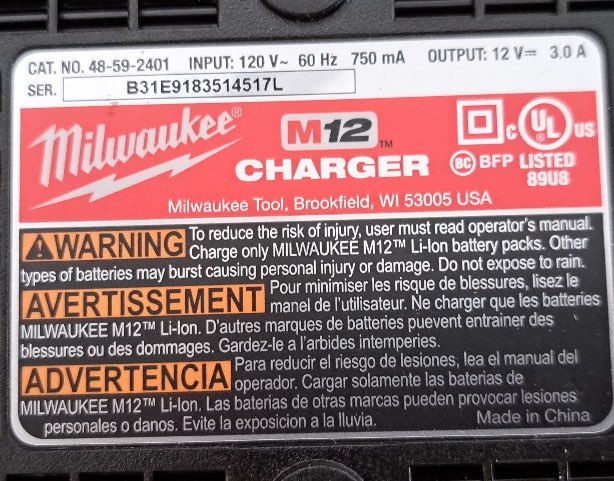 CAT. NO. 48-59-2401 INPUT: 120 V~ 60 Hz 750 mA OUTPUT: 12 V⎓ 3.0 A
SER. B31E9183514517L
Milwaukee®
M12™
CHARGER
C UL US
BC BFP LISTED
89U8
Milwaukee Tool, Brookfield, WI 53005 USA
WARNING To reduce the risk of injury, user must read operator's manual.
Charge only MILWAUKEE M12™ Li-Ion battery packs. Other
types of batteries may burst causing personal injury or damage. Do not expose to rain.
AVERTISSEMENT Pour minimiser les risque de blessures, lisez le
manel de l'utilisateur. Ne charger que les batteries
MILWAUKEE M12™ Li-Ion. D'autres marques de batteries puevent entrainer des
blessures ou des dommages. Gardez-le a l'arbides intemperies.
ADVERTENCIA Para reducir el riesgo de lesiones, lea el manual del
operador. Cargar solamente las baterias de
MILWAUKEE M12™ Li-Ion. Las baterias de otras marcas pueden provocar lesiones
personales o danos. Evite la exposicion a la lluvia.
Made in China